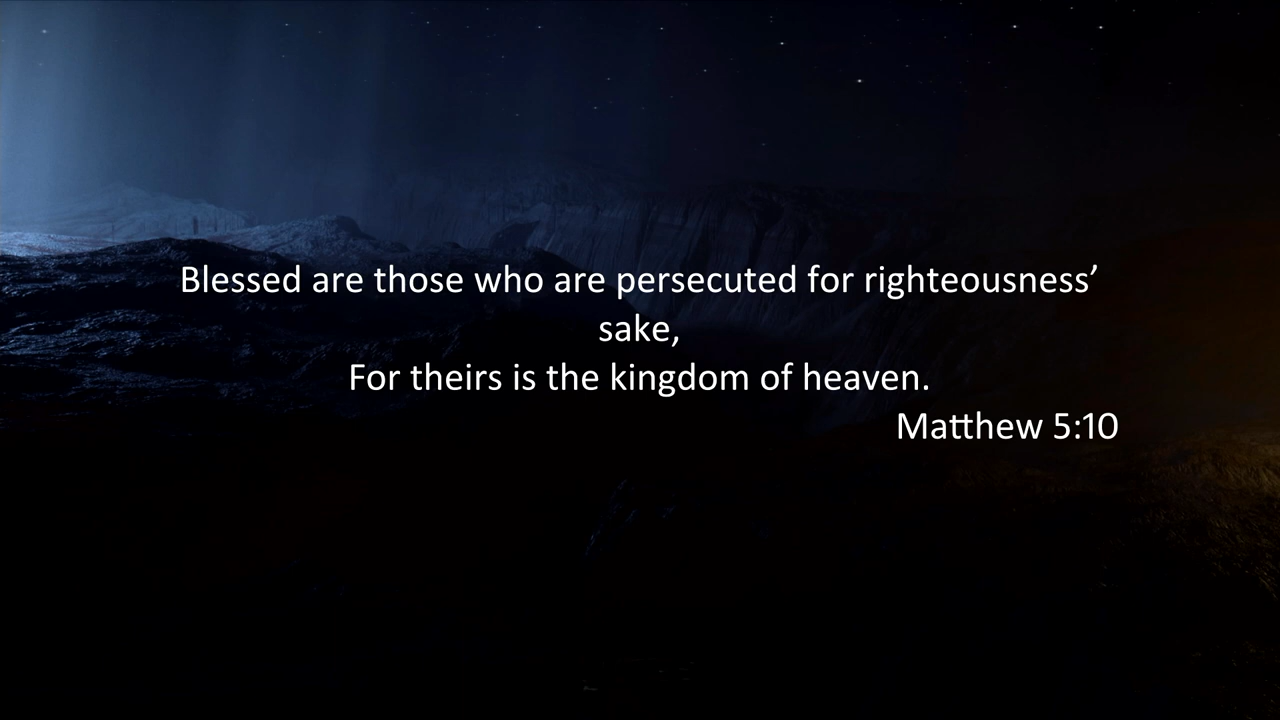 Blessed are those who are persecuted for righteousness’
sake,
For theirs is the kingdom of heaven.
Matthew 5:10